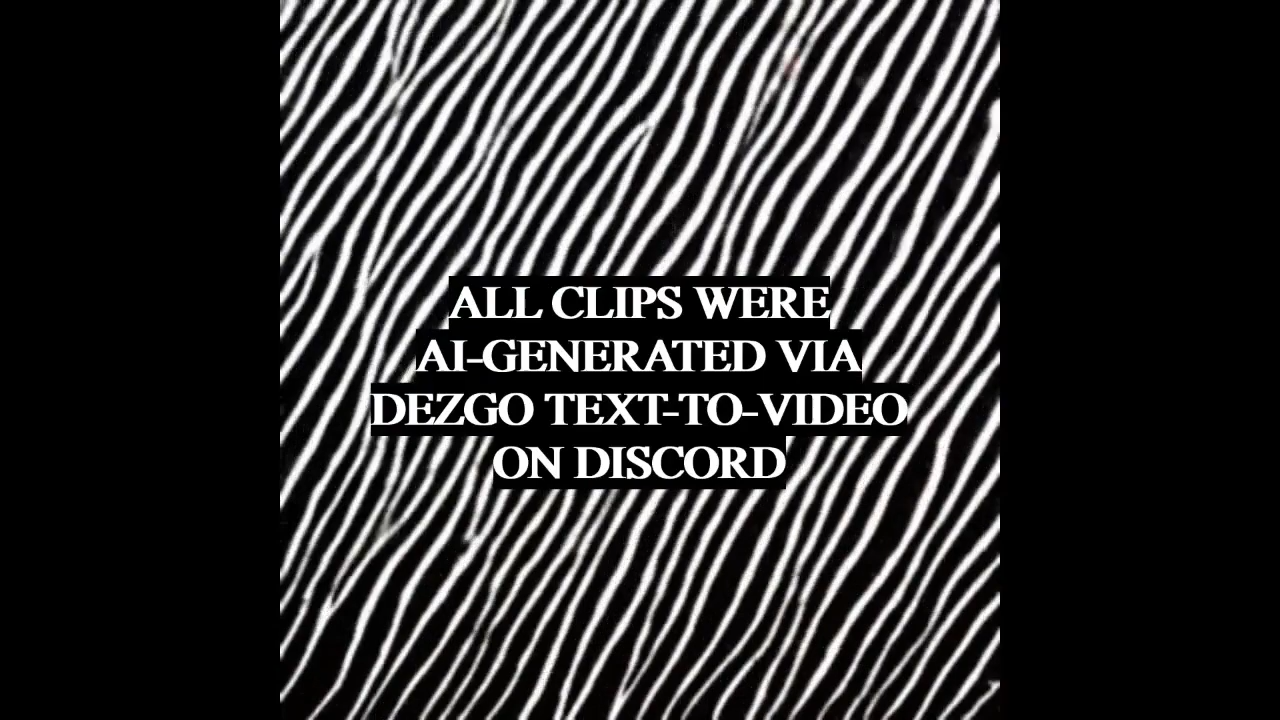 ALL CLIPS WERE
AI-GENERATED VIA
DEZGO TEXT-TO-VIDEO
ON DISCORD